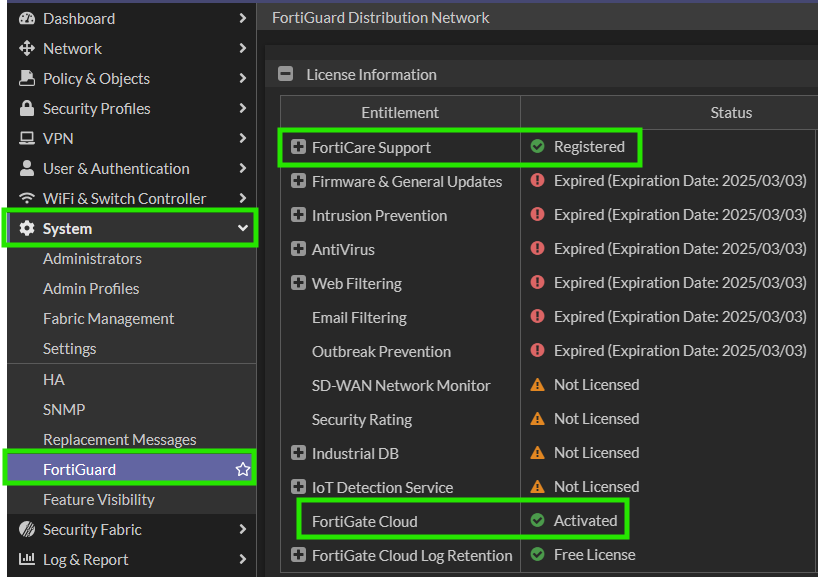 Dashboard
Network
Policy & Objects
Security Profiles
VPN
User & Authentication
WiFi & Switch Controller
System
Administrators
Admin Profiles
Fabric Management
Settings
HA
SNMP
Replacement Messages
FortiGuard
Feature Visibility
Security Fabric
Log & Report
FortiGuard Distribution Network
License Information
Entitlement Status
FortiCare Support Registered
Firmware & General Updates Expired (Expiration Date: 2025/03/03)
Intrusion Prevention Expired (Expiration Date: 2025/03/03)
AntiVirus Expired (Expiration Date: 2025/03/03)
Web Filtering Expired (Expiration Date: 2025/03/03)
Email Filtering Expired (Expiration Date: 2025/03/03)
Outbreak Prevention Expired (Expiration Date: 2025/03/03)
SD-WAN Network Monitor Not Licensed
Security Rating Not Licensed
Industrial DB Not Licensed
IoT Detection Service Not Licensed
FortiGate Cloud Activated
FortiGate Cloud Log Retention Free License